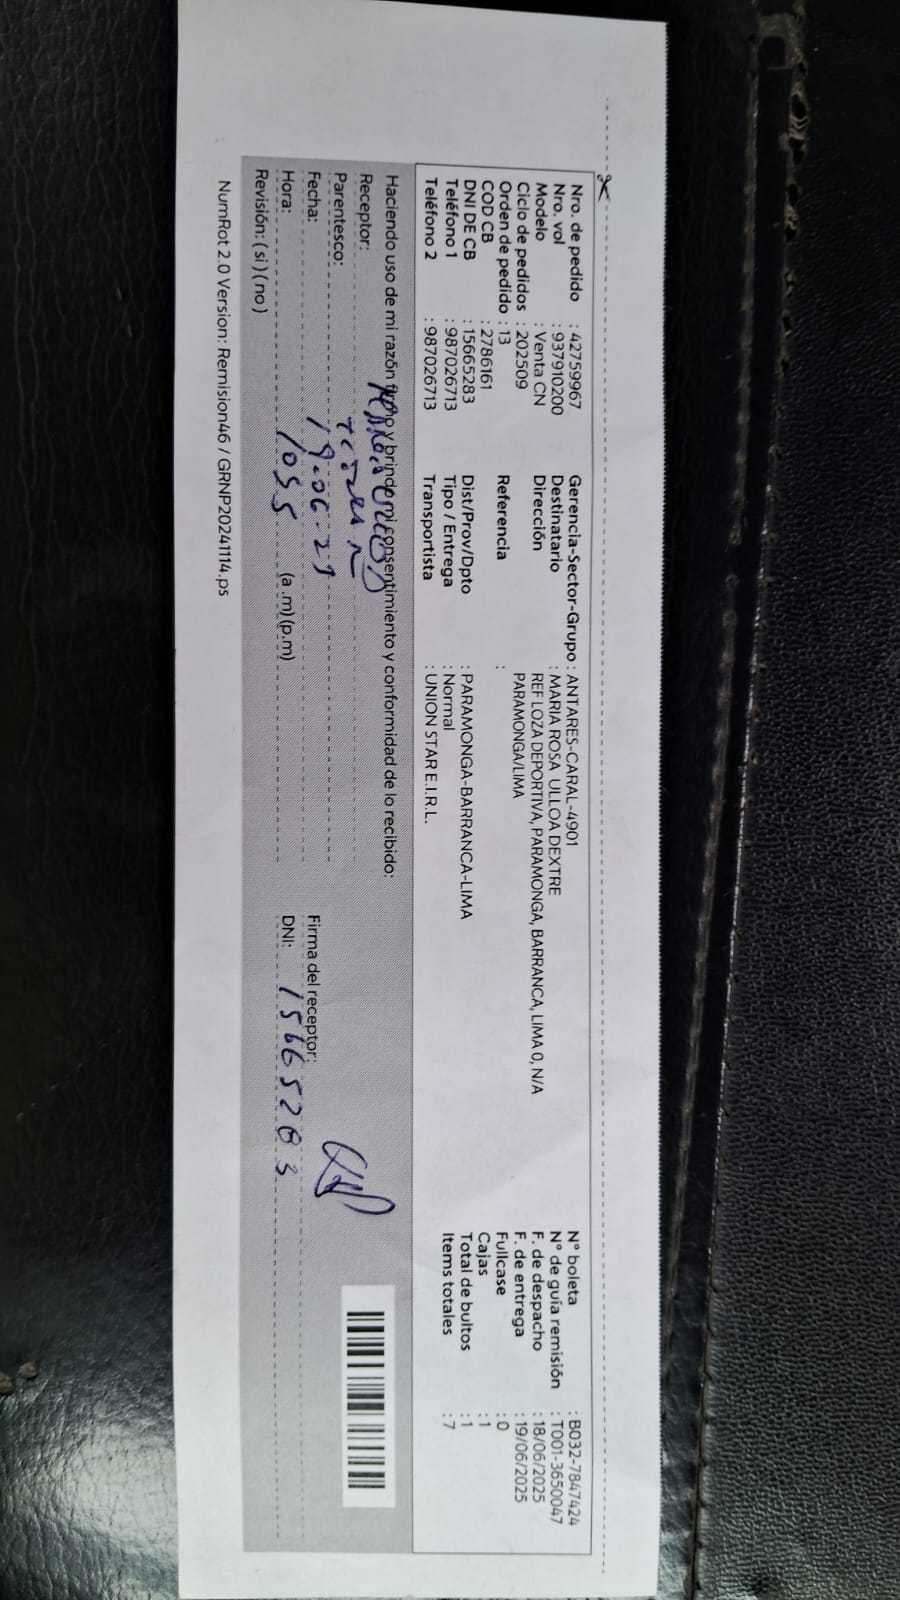 Nro. de pedido : 42759967
Nro. vol : 937910200
Modelo : Venta CN
Ciclo de pedidos : 202509
Orden de pedido : 13
COD CB : 2786161
DNI DE CB : 15665283
Teléfono 1 : 987026713
Teléfono 2 : 987026713
Gerencia-Sector-Grupo : ANTARES-CARAL-4901
Destinatario : MARIA ROSA ULLOA DEXTRE
Dirección REF LOZA DEPORTIVA, PARAMONGA, BARRANCA, LIMA 0, N/A
PARAMONGA/LIMA
Referencia :
Dist/Prov/Dpto : PARAMONGA-BARRANCA-LIMA
Tipo / Entrega : Normal
Transportista : UNION STAR E.I.R.L.
N° boleta : B032-7847424
N° de guía remisión : T001-3650047
F. de despacho : 18/06/2025
F. de entrega : 19/06/2025
Fullcase : 0
Cajas : 1
Total de bultos : 1
Items totales : 7
Haciendo uso de mi razón firmo y brindo mi consentimiento y conformidad de lo recibido:
Receptor:
Parentesco:
Fecha: 19-06-25
Hora: 1055 (a.m)(p.m)
Revisión: (si)(no)
Firma del receptor:
DNI: 15665283
NumRot 2.0 Version: Remision46 / GRNP20241114.ps